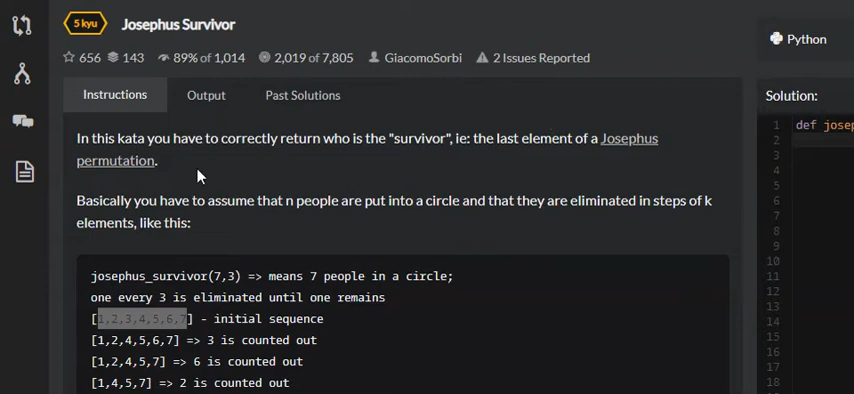 5 kyu Josephus Survivor
656 143 89% of 1,014 2,019 of 7,805 GiacomoSorbi 2 Issues Reported
Python
Instructions Output Past Solutions
Solution:
In this kata you have to correctly return who is the "survivor", ie: the last element of a Josephus
permutation.
Basically you have to assume that n people are put into a circle and that they are eliminated in steps of k
elements, like this:
josephus_survivor(7,3) => means 7 people in a circle;
one every 3 is eliminated until one remains
[1,2,3,4,5,6,7] - initial sequence
[1,2,4,5,6,7] => 3 is counted out
[1,2,4,5,7] => 6 is counted out
[1,4,5,7] => 2 is counted out
1 def josep
2
3
4
5
6
7
8
9
10
11
12
13
14
15
16
17
18